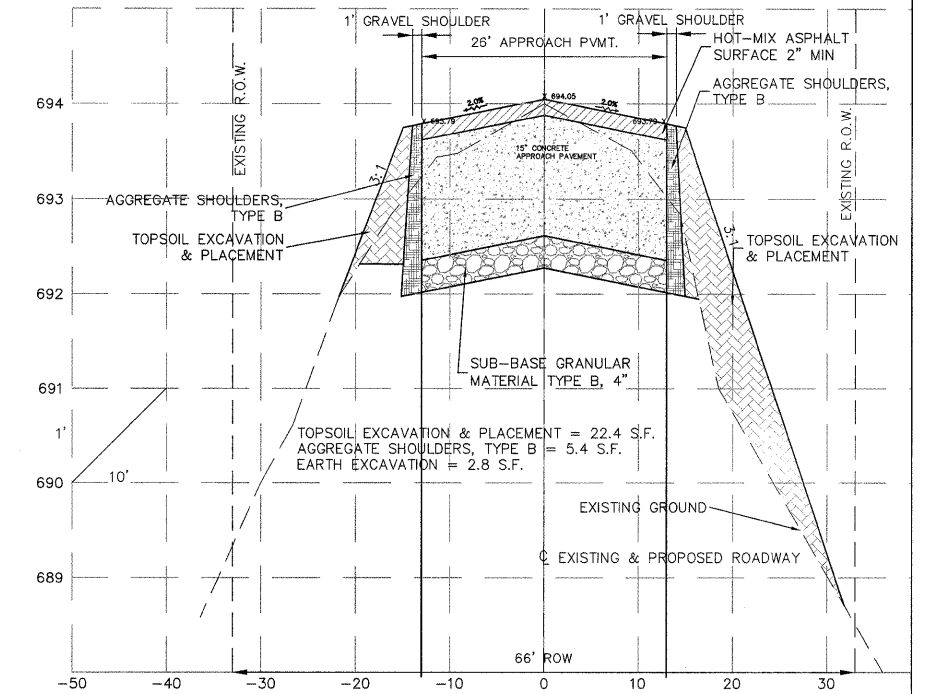 1' GRAVEL SHOULDER
1' GRAVEL SHOULDER
26' APPROACH PVMT.
HOT-MIX ASPHALT
SURFACE 2" MIN
AGGREGATE SHOULDERS,
TYPE B
EXISTING R.O.W.
694
2.0%
694.05
2.0%
693.79
693.79
15" CONCRETE
APPROACH PAVEMENT
3:1
693
AGGREGATE SHOULDERS,
TYPE B
TOPSOIL EXCAVATION
& PLACEMENT
EXISTING R.O.W.
3:1
TOPSOIL EXCAVATION
& PLACEMENT
692
SUB-BASE GRANULAR
MATERIAL TYPE B, 4"
691
1'
10'
TOPSOIL EXCAVATION & PLACEMENT = 22.4 S.F.
AGGREGATE SHOULDERS, TYPE B = 5.4 S.F.
EARTH EXCAVATION = 2.8 S.F.
690
EXISTING GROUND
℄ EXISTING & PROPOSED ROADWAY
689
66' ROW
-50
-40
-30
-20
-10
0
10
20
30